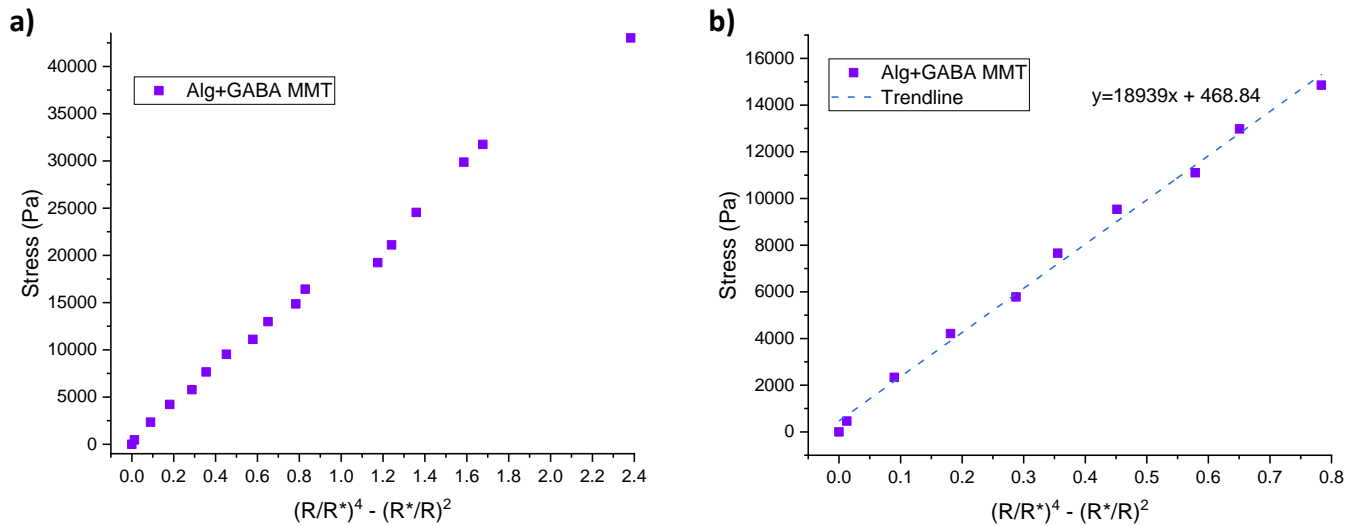 a)
Alg+GABA MMT
Stress (Pa)
40000
35000
30000
25000
20000
15000
10000
5000
0
0.0 0.2 0.4 0.6 0.8 1.0 1.2 1.4 1.6 1.8 2.0 2.2 2.4
(R/R*)⁴ - (R*/R)²
b)
Alg+GABA MMT
Trendline
y=18939x + 468.84
Stress (Pa)
16000
14000
12000
10000
8000
6000
4000
2000
0
0.0 0.1 0.2 0.3 0.4 0.5 0.6 0.7 0.8
(R/R*)⁴ - (R*/R)²